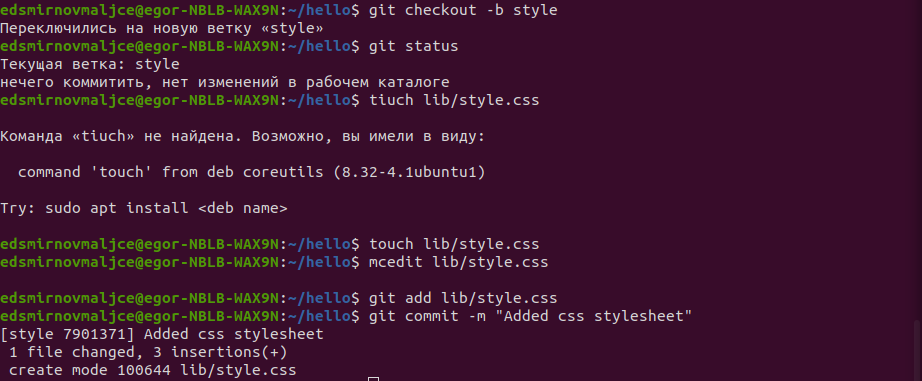 edsmirnovmaljce@egor-NBLB-WAX9N:~/hello$ git checkout -b style
Переключились на новую ветку «style»
edsmirnovmaljce@egor-NBLB-WAX9N:~/hello$ git status
Текущая ветка: style
нечего коммитить, нет изменений в рабочем каталоге
edsmirnovmaljce@egor-NBLB-WAX9N:~/hello$ tiuch lib/style.css
Команда «tiuch» не найдена. Возможно, вы имели в виду:
command 'touch' from deb coreutils (8.32-4.1ubuntu1)
Try: sudo apt install <deb name>
edsmirnovmaljce@egor-NBLB-WAX9N:~/hello$ touch lib/style.css
edsmirnovmaljce@egor-NBLB-WAX9N:~/hello$ mcedit lib/style.css
edsmirnovmaljce@egor-NBLB-WAX9N:~/hello$ git add lib/style.css
edsmirnovmaljce@egor-NBLB-WAX9N:~/hello$ git commit -m "Added css stylesheet"
[style 7901371] Added css stylesheet
1 file changed, 3 insertions(+)
create mode 100644 lib/style.css